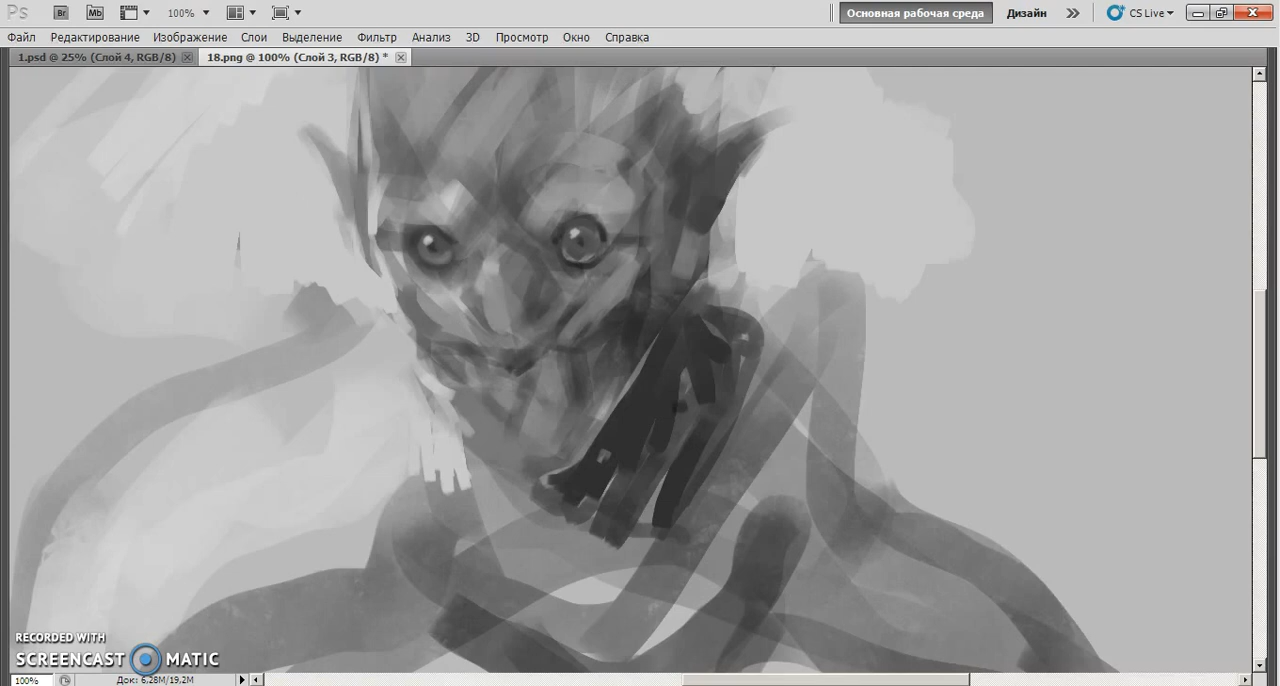 Ps Br Mb 100% Основная рабочая среда Дизайн CS Live
Файл Редактирование Изображение Слои Выделение Фильтр Анализ 3D Просмотр Окно Справка
1.psd @ 25% (Слой 4, RGB/8) 18.png @ 100% (Слой 3, RGB/8) *
RECORDED WITH
SCREENCAST MATIC
100% Док: 6,28M/19,2M